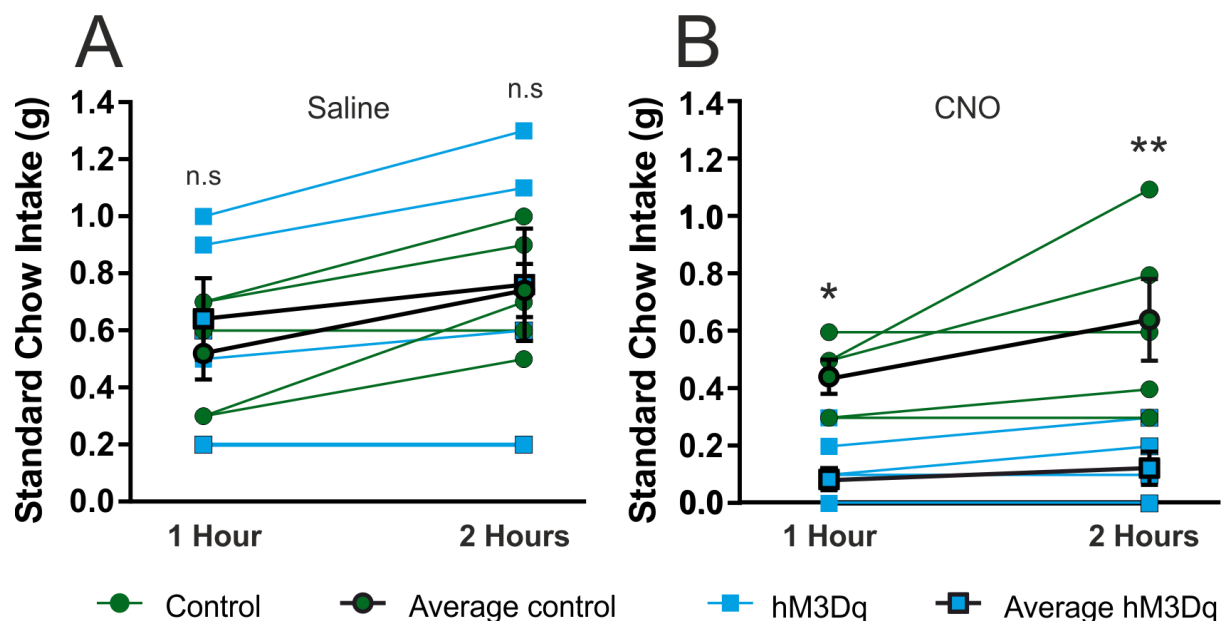 A
Standard Chow Intake (g)
1.4
1.2
1.0
0.8
0.6
0.4
0.2
0.0
Saline
n.s
n.s
1 Hour
2 Hours
B
Standard Chow Intake (g)
1.4
1.2
1.0
0.8
0.6
0.4
0.2
0.0
CNO
*
**
1 Hour
2 Hours
Control
Average control
hM3Dq
Average hM3Dq